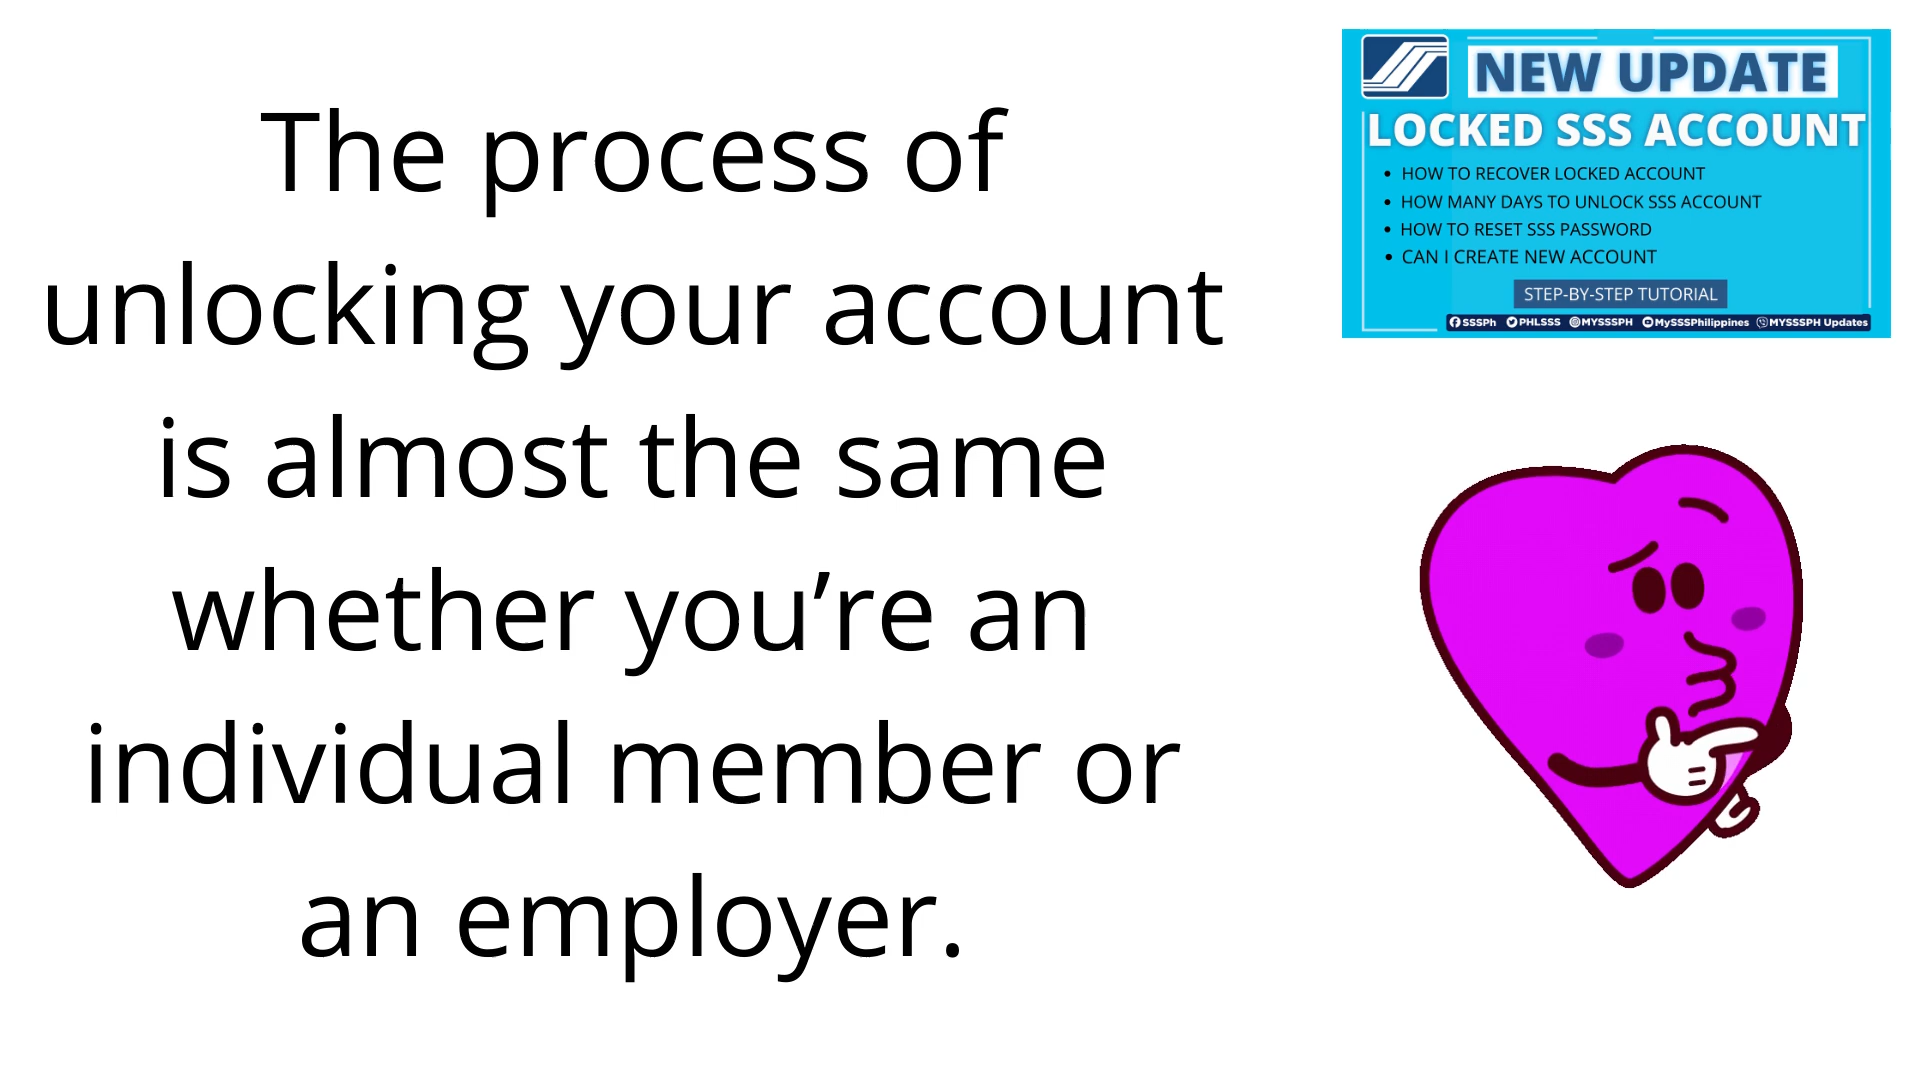 The process of
unlocking your account
is almost the same
whether you’re an
individual member or
an employer.
NEW UPDATE
LOCKED SSS ACCOUNT
• HOW TO RECOVER LOCKED ACCOUNT
• HOW MANY DAYS TO UNLOCK SSS ACCOUNT
• HOW TO RESET SSS PASSWORD
• CAN I CREATE NEW ACCOUNT
STEP-BY-STEP TUTORIAL
SSSPh PHLSSS MYSSSPH MySSSPhilippines MYSSSPH Updates